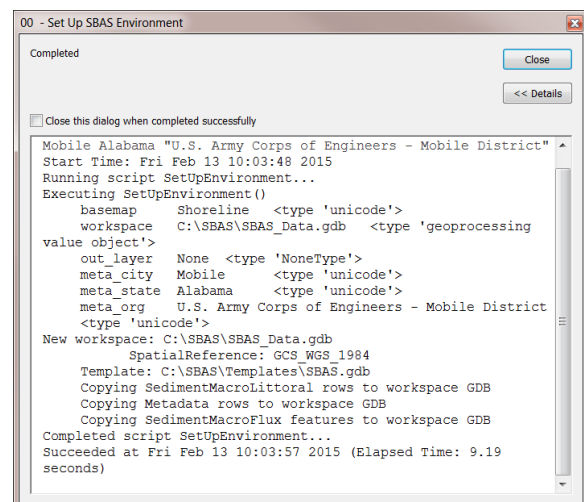 00 - Set Up SBAS Environment
Completed
Close
<< Details
Close this dialog when completed successfully
Mobile Alabama "U.S. Army Corps of Engineers - Mobile District"
Start Time: Fri Feb 13 10:03:48 2015
Running script SetUpEnvironment...
Executing SetUpEnvironment()
basemap Shoreline <type 'unicode'>
workspace C:\SBAS\SBAS_Data.gdb <type 'geoprocessing
value object'>
out_layer None <type 'NoneType'>
meta_city Mobile <type 'unicode'>
meta_state Alabama <type 'unicode'>
meta_org U.S. Army Corps of Engineers - Mobile District
<type 'unicode'>
New workspace: C:\SBAS\SBAS_Data.gdb
SpatialReference: GCS_WGS_1984
Template: C:\SBAS\Templates\SBAS.gdb
Copying SedimentMacroLittoral rows to workspace GDB
Copying Metadata rows to workspace GDB
Copying SedimentMacroFlux features to workspace GDB
Completed script SetUpEnvironment...
Succeeded at Fri Feb 13 10:03:57 2015 (Elapsed Time: 9.19
seconds)